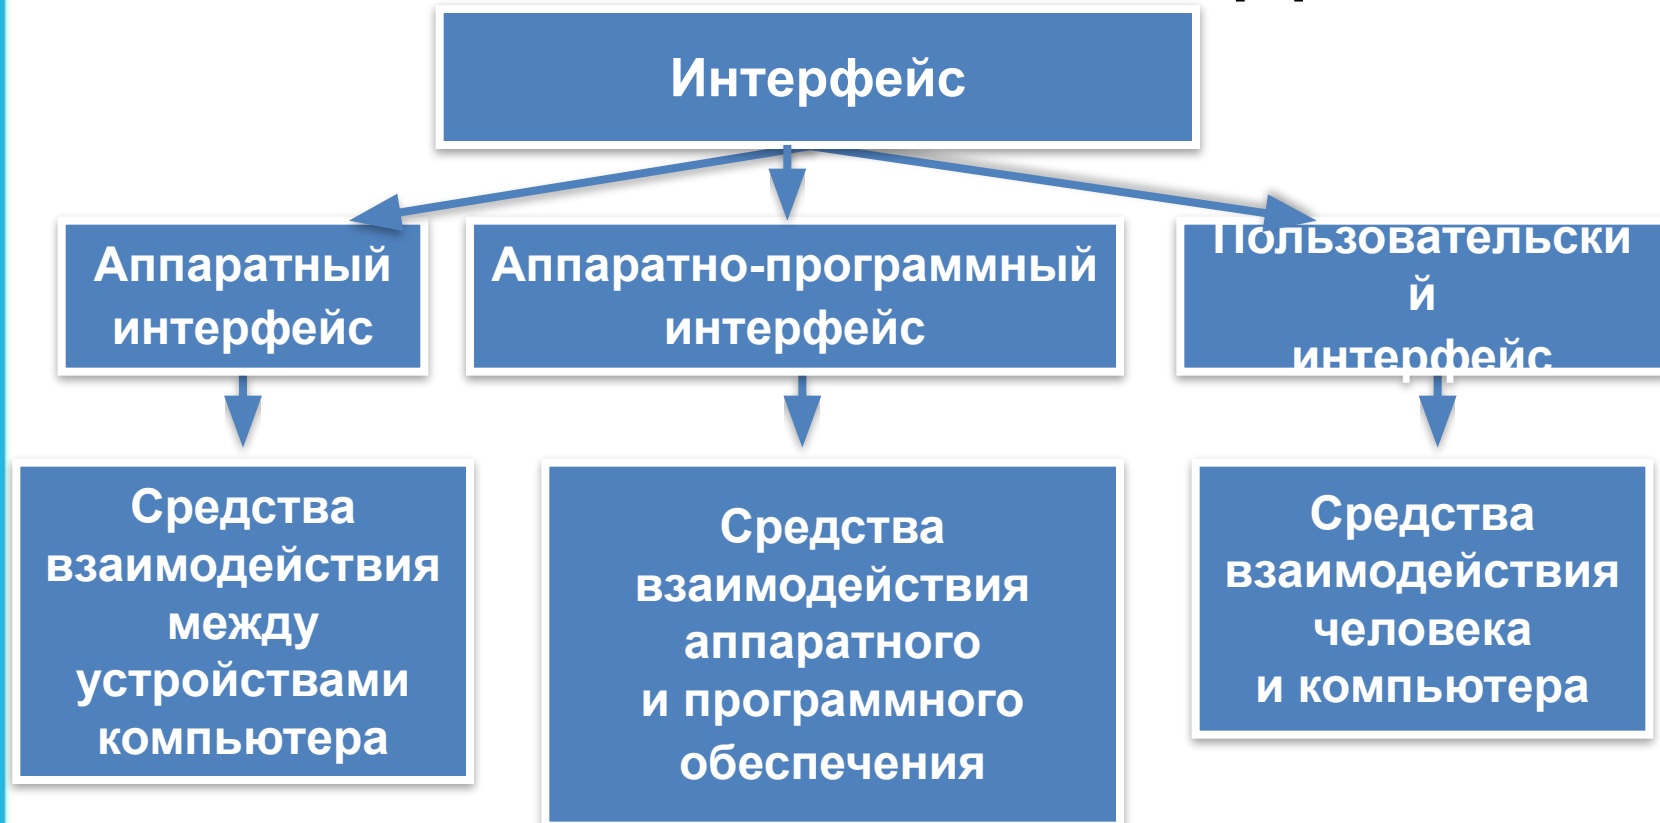 Интерфейс
Аппаратный
интерфейс
Аппаратно-программный
интерфейс
Пользовательски
й
интерфейс
Средства
взаимодействия
между
устройствами
компьютера
Средства
взаимодействия
аппаратного
и программного
обеспечения
Средства
взаимодействия
человека
и компьютера